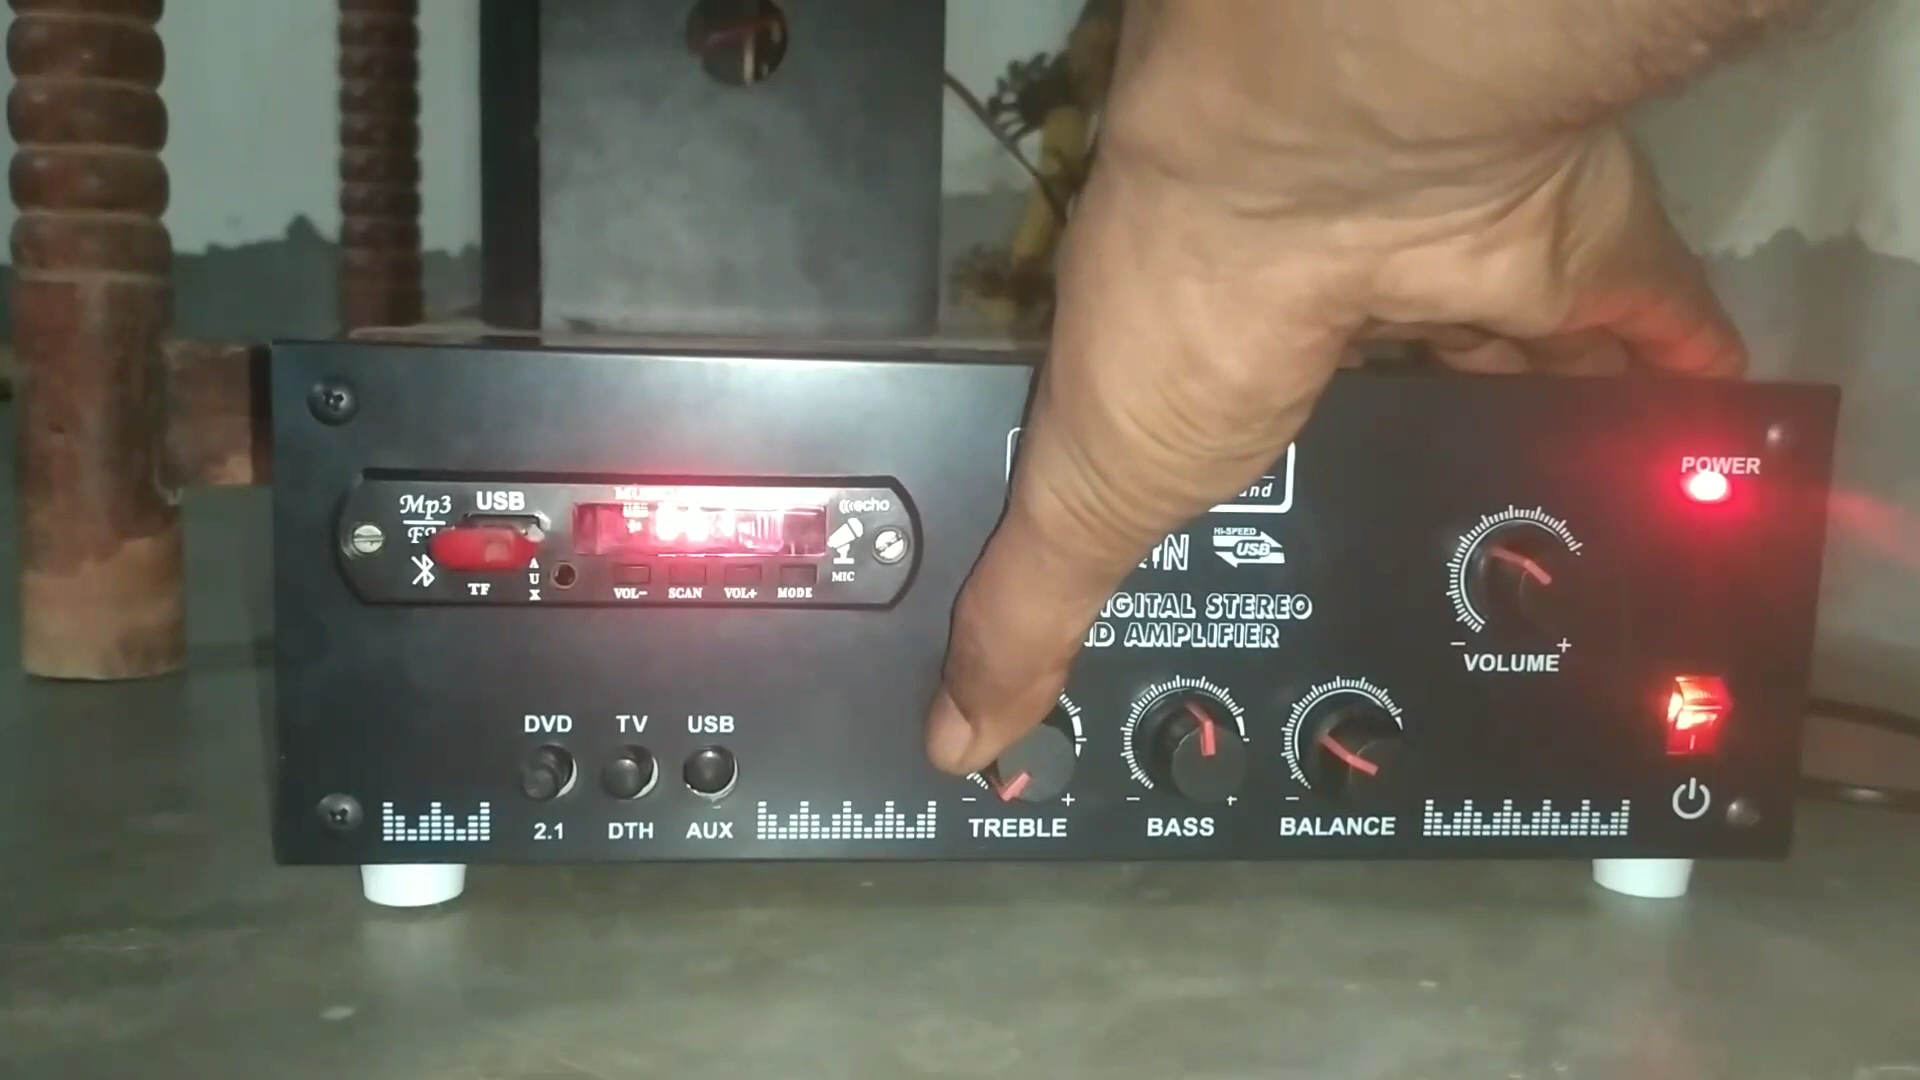 Mp3
USB
echo
TF
AUX
VOL-
SCAN
VOL+
MODE
MIC
HI-SPEED
USB
DIGITAL STEREO
AMPLIFIER
POWER
- +
VOLUME
DVD TV USB
2.1 DTH AUX
- +
TREBLE
- +
BASS
-
BALANCE